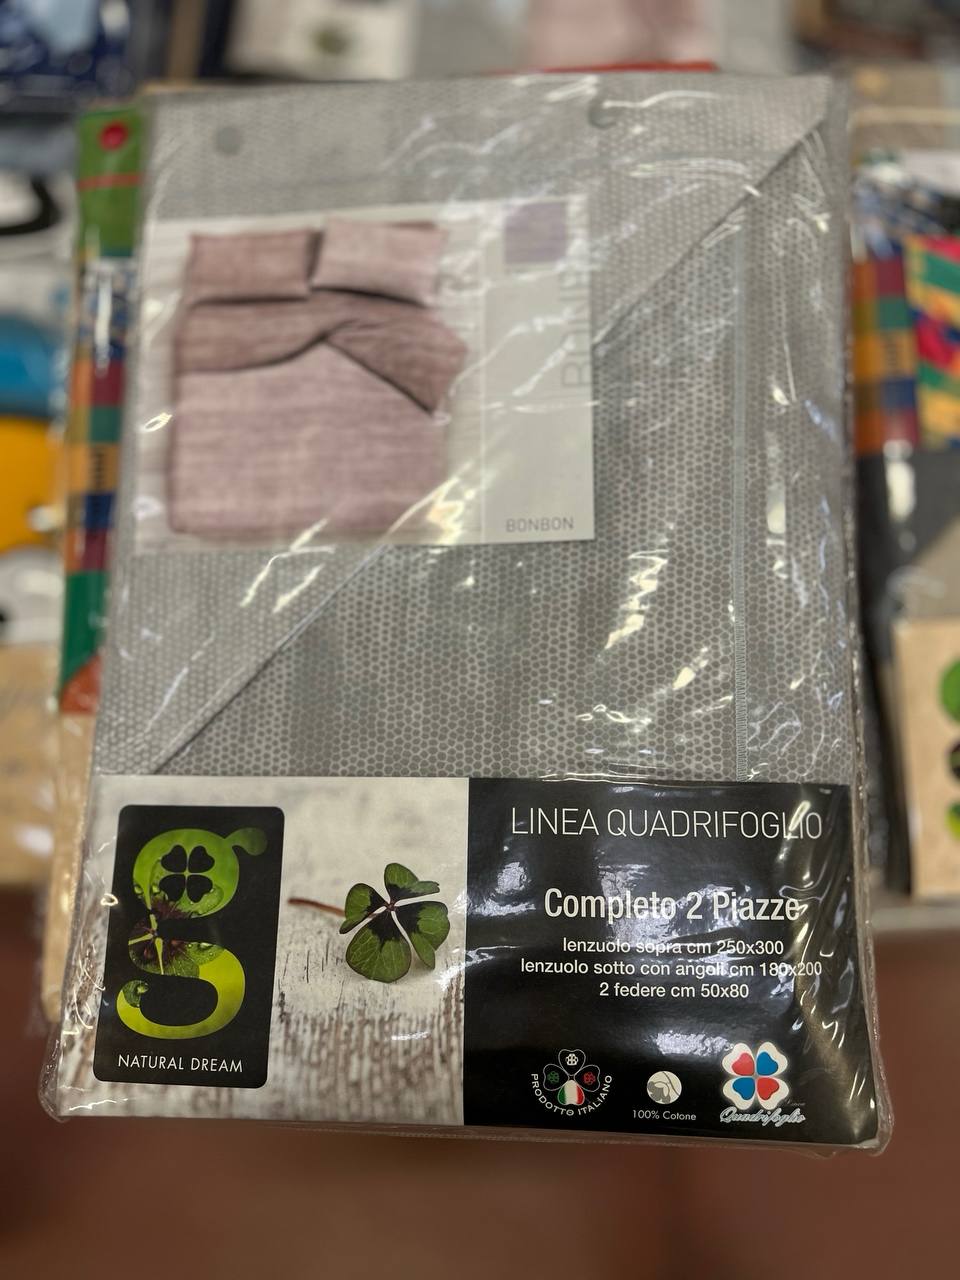 BONBON
LINEA QUADRIFOGLIO
Completo 2 Piazze
lenzuolo sopra cm 250x300
lenzuolo sotto con angoli cm 180x200
2 federe cm 50x80
g
NATURAL DREAM
PRODOTTO ITALIANO
100% Cotone
Quadrifoglio